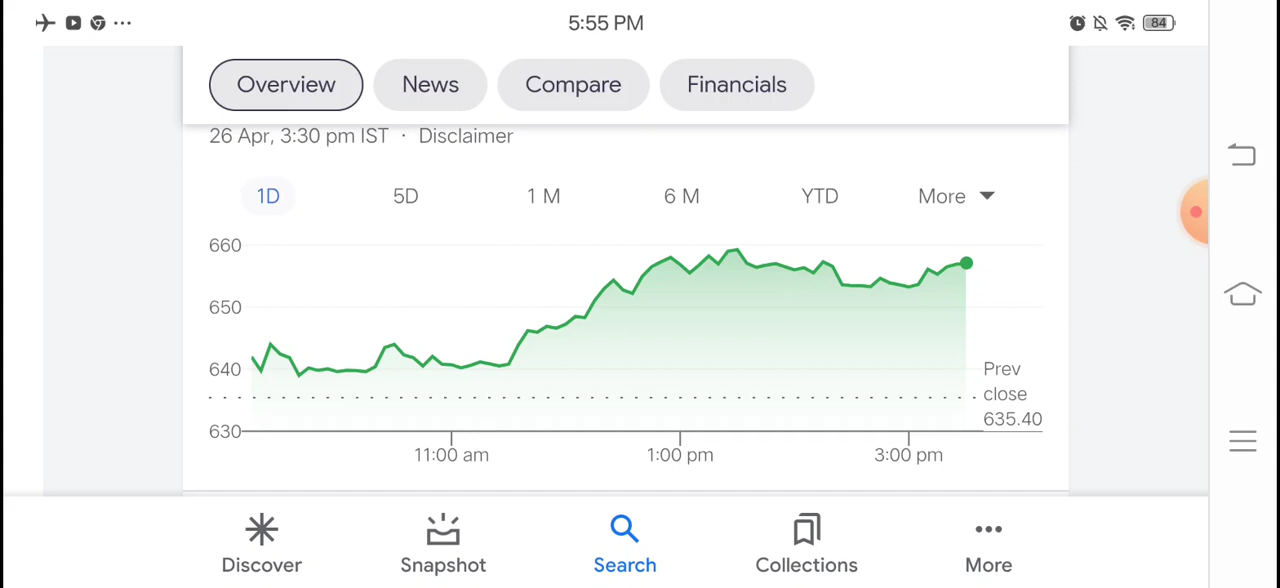 5:55 PM
84
Overview News Compare Financials
26 Apr, 3:30 pm IST · Disclaimer
1D 5D 1 M 6 M YTD More
660
650
640
630
Prev
close
635.40
11:00 am 1:00 pm 3:00 pm
Discover Snapshot Search Collections More